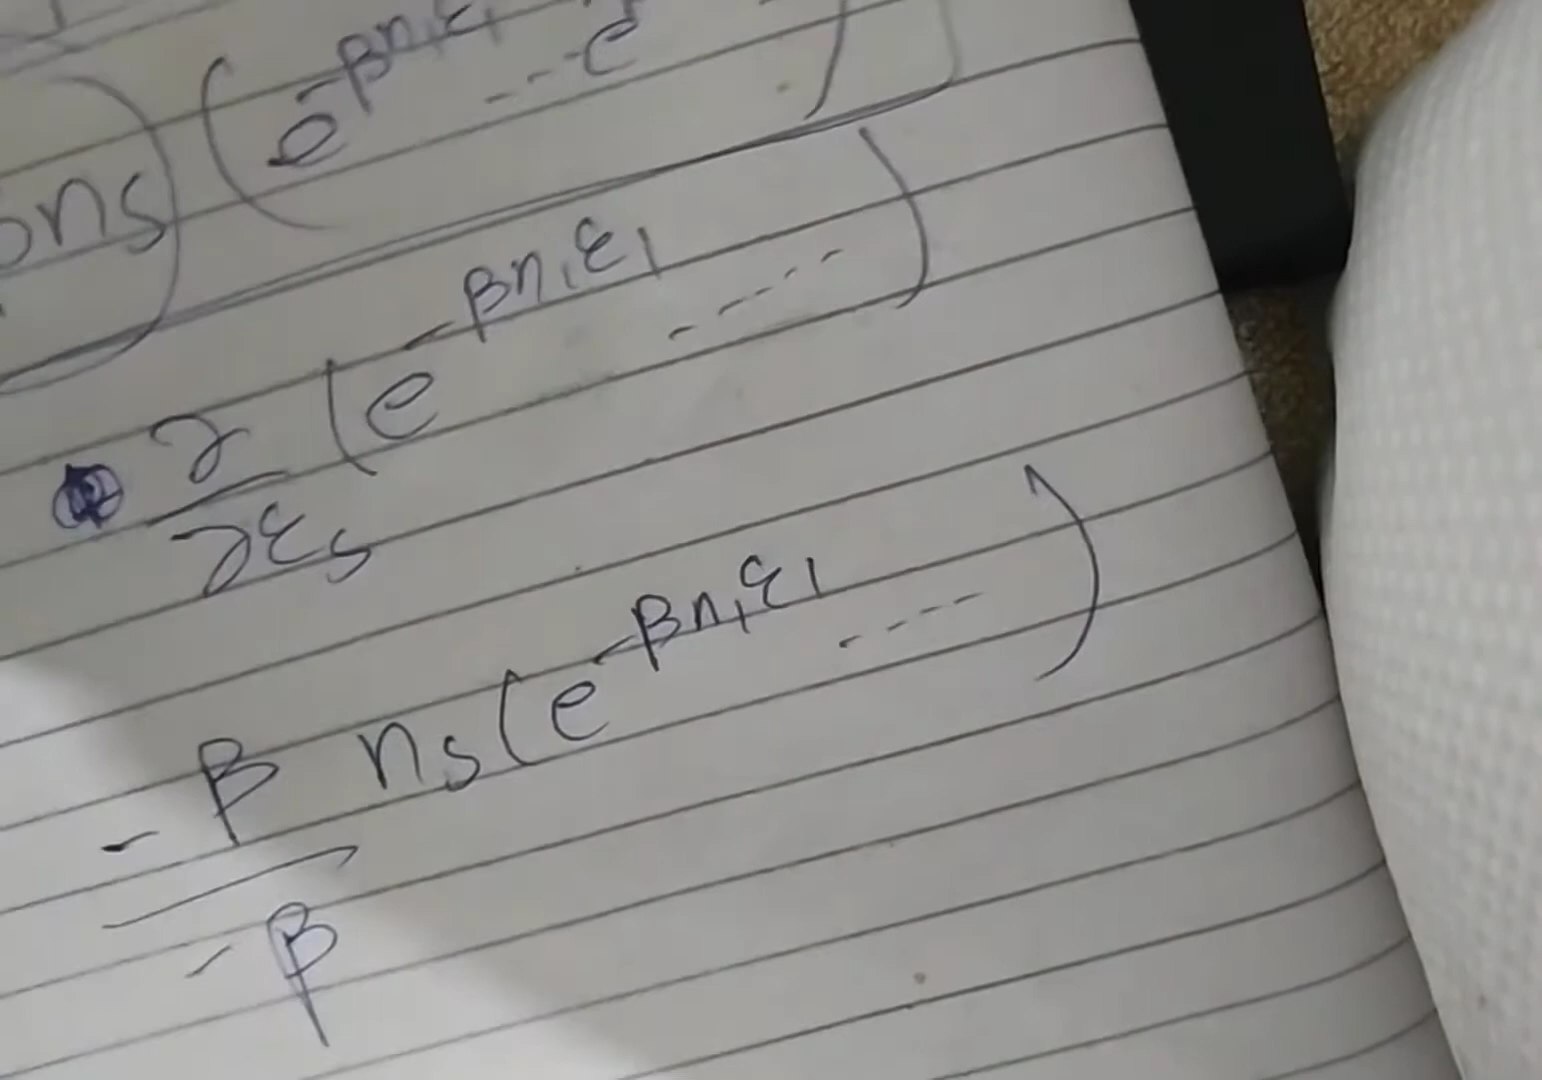 ns) (e^{-βn₁ε₁} ---- e )
∂/∂ε_s (e^{-βn₁ε₁} -----)
-β n_s (e^{-βn₁ε₁} ----)
-β